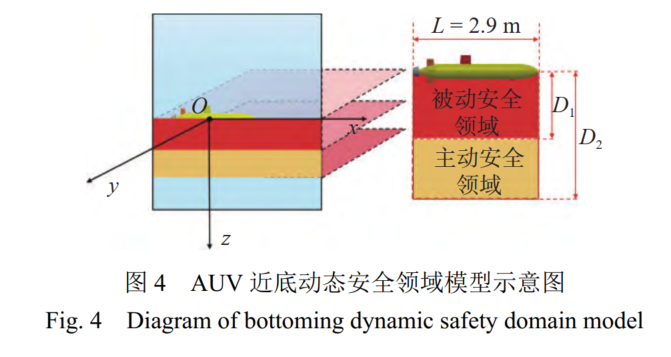 L = 2.9 m
O
x
y
z
被动安全
领域
主动安全
领域
D1
D2
图 4 AUV 近底动态安全领域模型示意图
Fig. 4 Diagram of bottoming dynamic safety domain model